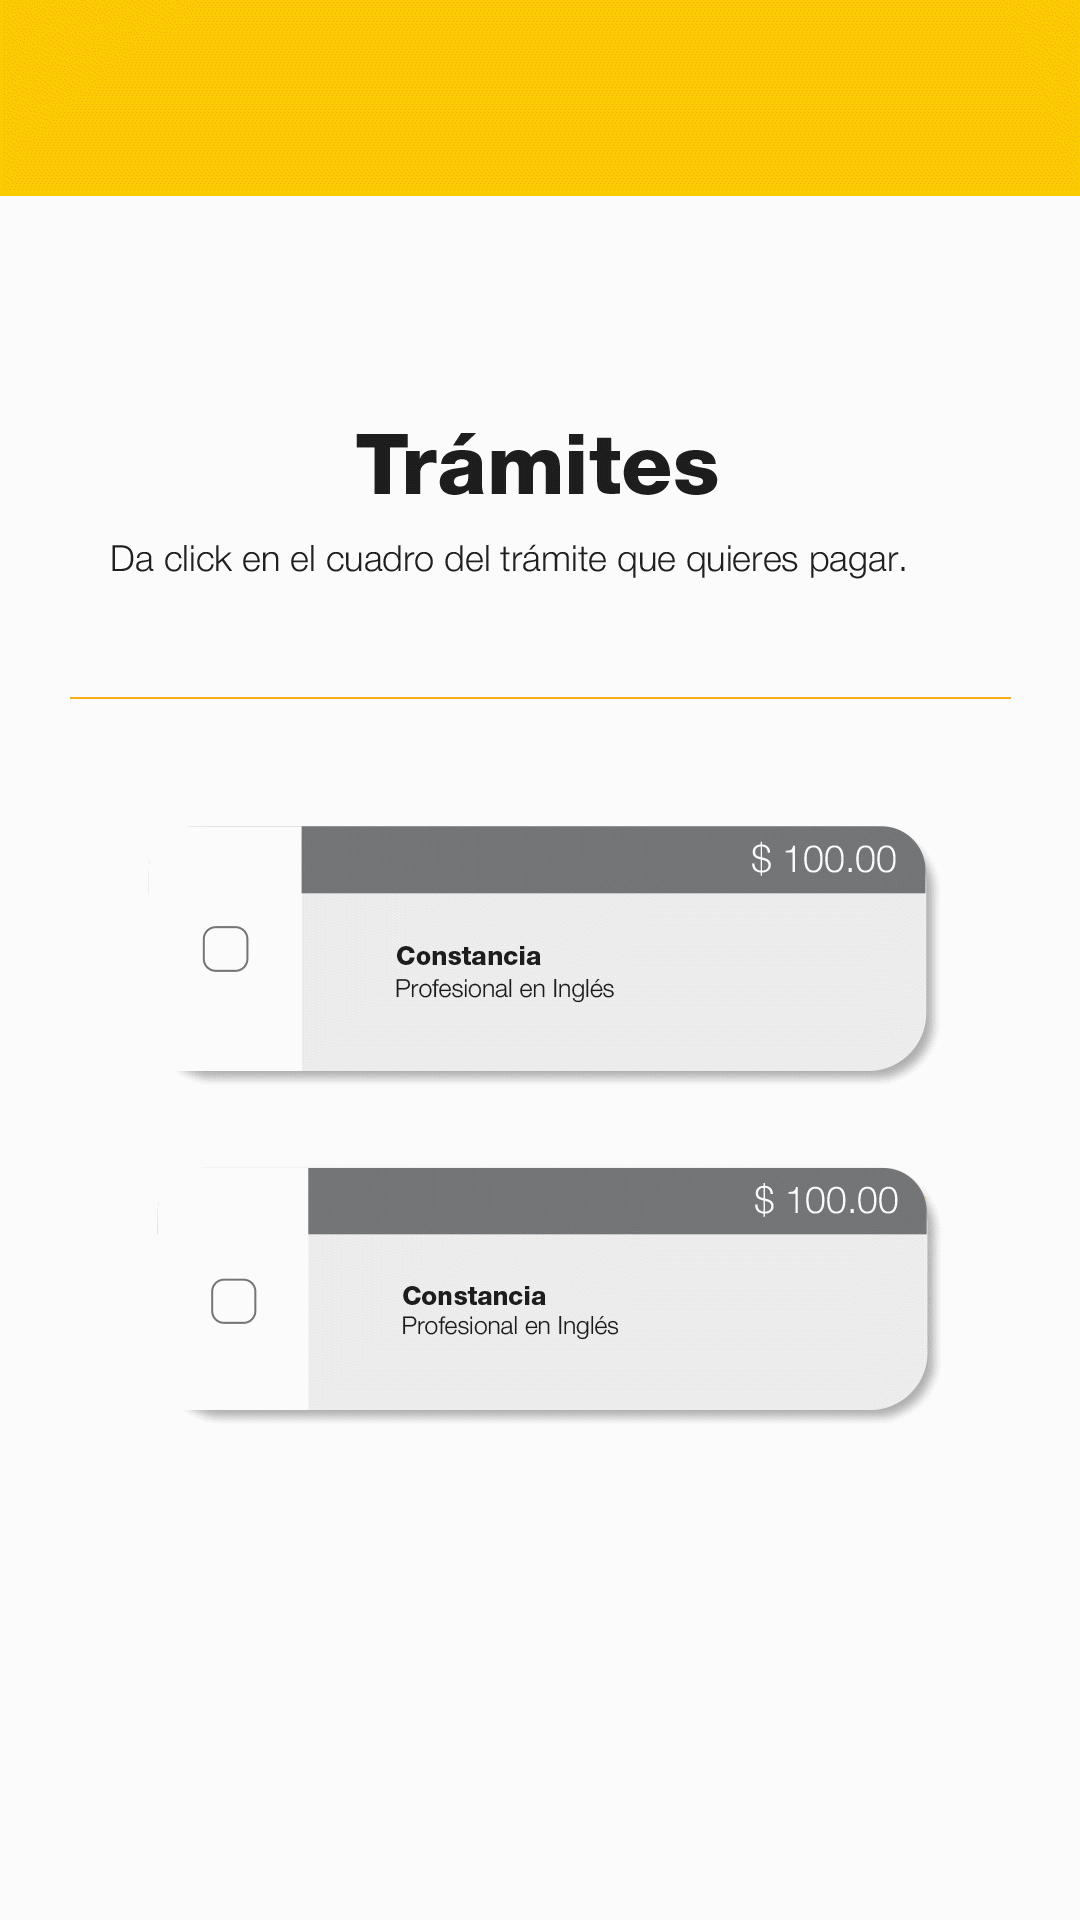 Trámites
Da click en el cuadro del trámite que quieres pagar.
$ 100.00
Constancia
Profesional en Inglés
$ 100.00
Constancia
Profesional en Inglés